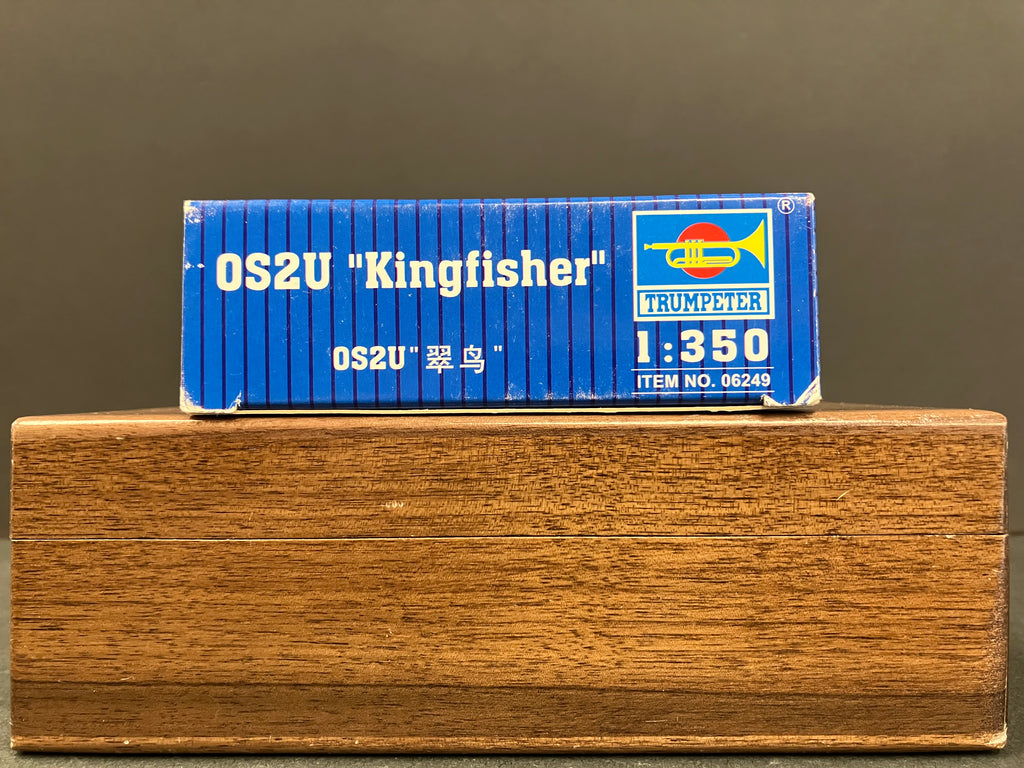 OS2U "Kingfisher"
OS2U"翠鸟"
®
TRUMPETER
1:350
ITEM NO. 06249